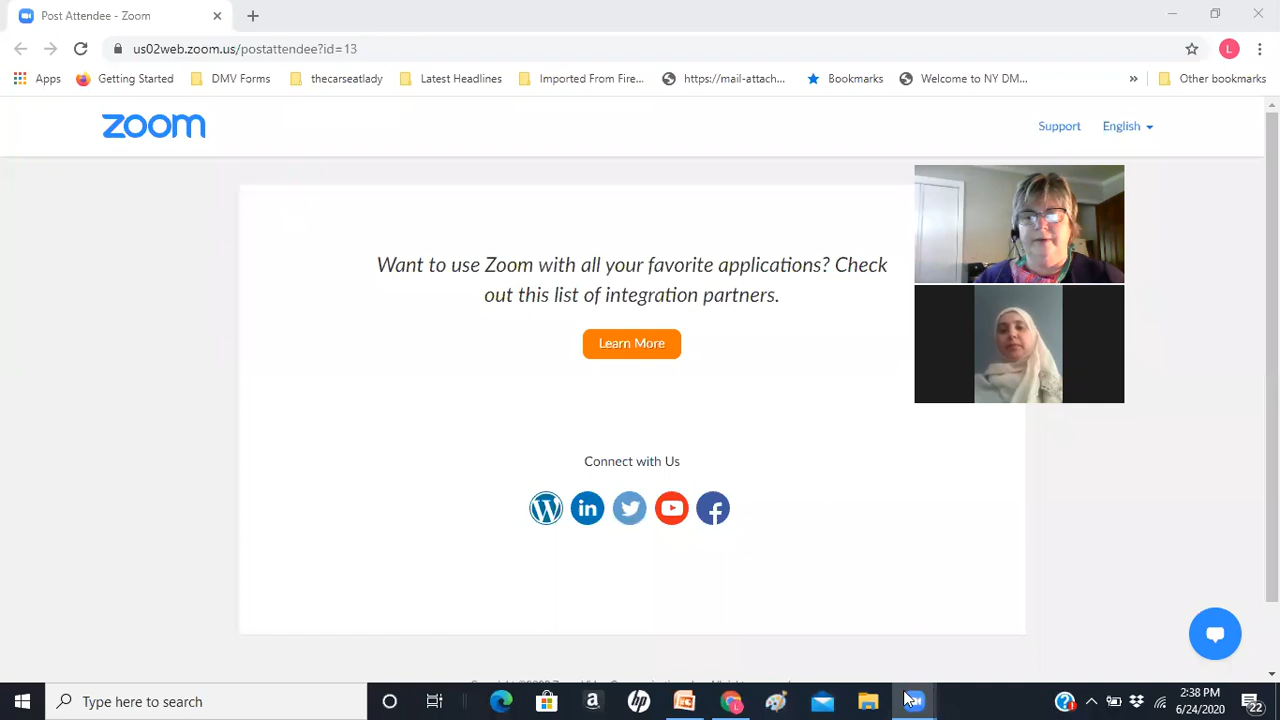 Post Attendee - Zoom
us02web.zoom.us/postattendee?id=13
L
Apps Getting Started DMV Forms thecarseatlady Latest Headlines Imported From Fire... https://mail-attach... Bookmarks Welcome to NY DM... » Other bookmarks
zoom
Support English
Want to use Zoom with all your favorite applications? Check
out this list of integration partners.
Learn More
Connect with Us
in
Type here to search
2:38 PM
6/24/2020
22